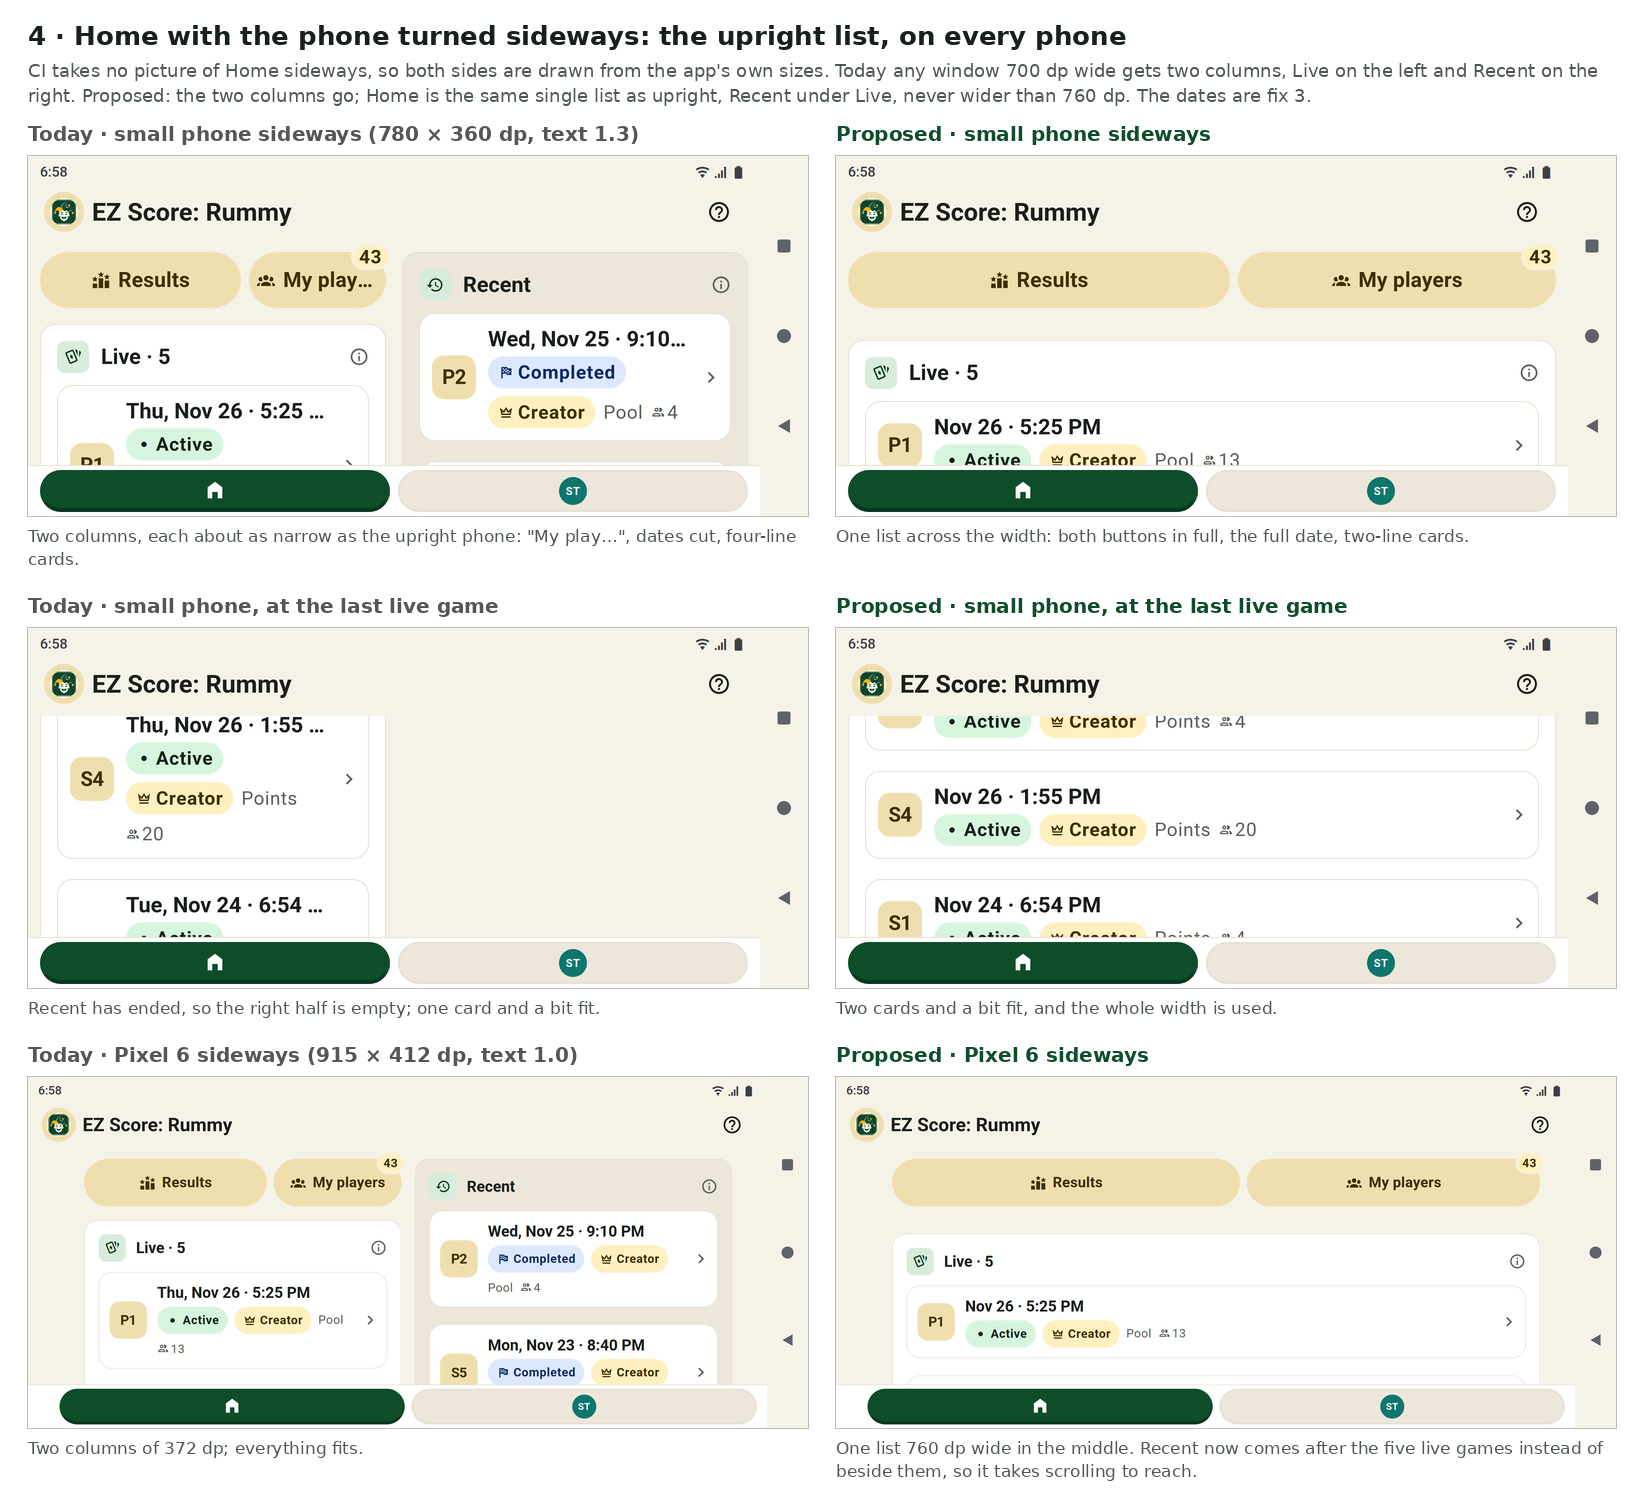 4 · Home with the phone turned sideways: the upright list, on every phone
CI takes no picture of Home sideways, so both sides are drawn from the app's own sizes. Today any window 700 dp wide gets two columns, Live on the left and Recent on the
right. Proposed: the two columns go; Home is the same single list as upright, Recent under Live, never wider than 760 dp. The dates are fix 3.
Today · small phone sideways (780 × 360 dp, text 1.3)
6:58
EZ Score: Rummy
Results
My play...
43
Live · 5
Thu, Nov 26 · 5:25 ...
• Active
P1
Recent
Wed, Nov 25 · 9:10...
P2
Completed
Creator Pool 4
ST
Two columns, each about as narrow as the upright phone: "My play...", dates cut, four-line
cards.
Proposed · small phone sideways
6:58
EZ Score: Rummy
Results
My players
43
Live · 5
Nov 26 · 5:25 PM
P1
• Active Creator Pool 13
ST
One list across the width: both buttons in full, the full date, two-line cards.
Today · small phone, at the last live game
6:58
EZ Score: Rummy
Thu, Nov 26 · 1:55 ...
• Active
S4
Creator Points
20
Tue, Nov 24 · 6:54 ...
• Active
ST
Recent has ended, so the right half is empty; one card and a bit fit.
Proposed · small phone, at the last live game
6:58
EZ Score: Rummy
• Active Creator Points 4
Nov 26 · 1:55 PM
S4
• Active Creator Points 20
Nov 24 · 6:54 PM
S1
• Active Creator Points 4
ST
Two cards and a bit fit, and the whole width is used.
Today · Pixel 6 sideways (915 × 412 dp, text 1.0)
6:58
EZ Score: Rummy
Results
My players
43
Live · 5
Thu, Nov 26 · 5:25 PM
P1
• Active Creator Pool
13
Recent
Wed, Nov 25 · 9:10 PM
P2
Completed Creator
Pool 4
Mon, Nov 23 · 8:40 PM
S5
Completed Creator
ST
Two columns of 372 dp; everything fits.
Proposed · Pixel 6 sideways
6:58
EZ Score: Rummy
Results
My players
43
Live · 5
Nov 26 · 5:25 PM
P1
• Active Creator Pool 13
ST
One list 760 dp wide in the middle. Recent now comes after the five live games instead of
beside them, so it takes scrolling to reach.